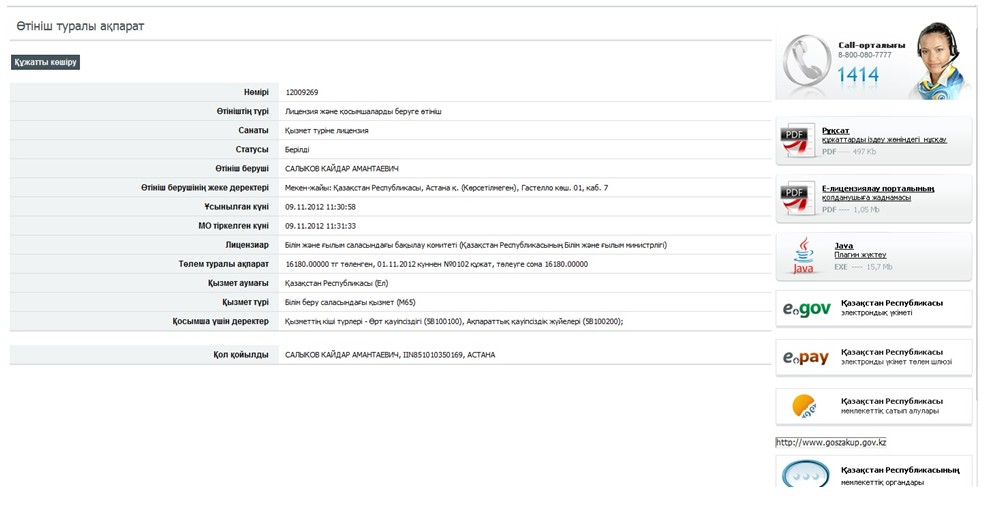 Өтініш туралы ақпарат
Құжатты көшіру
Нөмірі 12009269
Өтініштің түрі Лицензия және қосымшаларды беруге өтініш
Санаты Қызмет түріне лицензия
Статусы Берілді
Өтініш беруші САЛЫКОВ КАЙДАР АМАНТАЕВИЧ
Өтініш берушінің жеке деректері Мекен-жайы: Қазақстан Республикасы, Астана қ. (Көрсетілмеген), Гастелло көш. 01, каб. 7
Ұсынылған күні 09.11.2012 11:30:58
МО тіркелген күні 09.11.2012 11:31:33
Лицензиар Білім және ғылым саласындағы бақылау комитеті (Қазақстан Республикасының Білім және ғылым министрлігі)
Төлем туралы ақпарат 16180.00000 тг төленген, 01.11.2012 күннен №0102 құжат, төлеуге сома 16180.00000
Қызмет аумағы Қазақстан Республикасы (Ел)
Қызмет түрі Білім беру саласындағы қызмет (М65)
Қосымша үшін деректер Қызметтің кіші түрлері - Өрт қауіпсіздігі (5В100100), Ақпараттық қауіпсіздік жүйелері (5В100200);
Қол қойылды САЛЫКОВ КАЙДАР АМАНТАЕВИЧ, IIN851010350169, АСТАНА
Call-орталығы
8-800-080-7777
1414
PDF
Рұқсат
құжаттарды іздеу жөніндегі нұсқау
PDF — 497 Kb
PDF
Е-лицензиялау порталының
қолданушыға жаднамасы
PDF — 1,05 Mb
Java
Java
Плагин жүктеу
EXE — 15,7 Mb
e.gov
Қазақстан Республикасы
электрондық үкіметі
e.pay
Қазақстан Республикасы
электронды үкімет төлем шлюзі
Қазақстан Республикасы
мемлекеттік сатып алулары
http://www.goszakup.gov.kz
Қазақстан Республикасының
мемлекеттік органдары